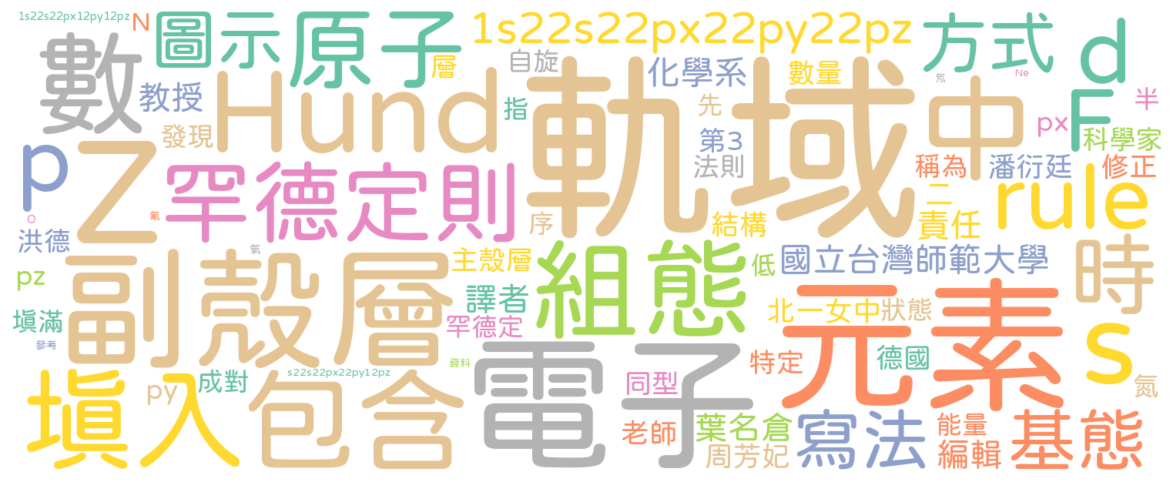 1s22s22px12py12pz
N
圖示
原子
1s22s22px22py22pz
方式
d
數
層
自旋
化學系
數量
氖
Ne
教授
Hund
軌域
中
F
半
指
先
px
發現
第3
科學家
p
Z
罕德定則
法則
稱為
潘衍廷
修正
rule
二
O
氟
序
結構
責任
洪德
氧
時
副殼層
主殼層
組態
低
國立台灣師範大學
pz
譯者
元素
北一女中
狀態
填滿
罕德定
s
參考
電子
資料
特定
德國
填入
py
成對
s22s22px22py12pz
包含
同型
氮
老師
葉名倉
周芳妃
寫法
能量
編輯
基態